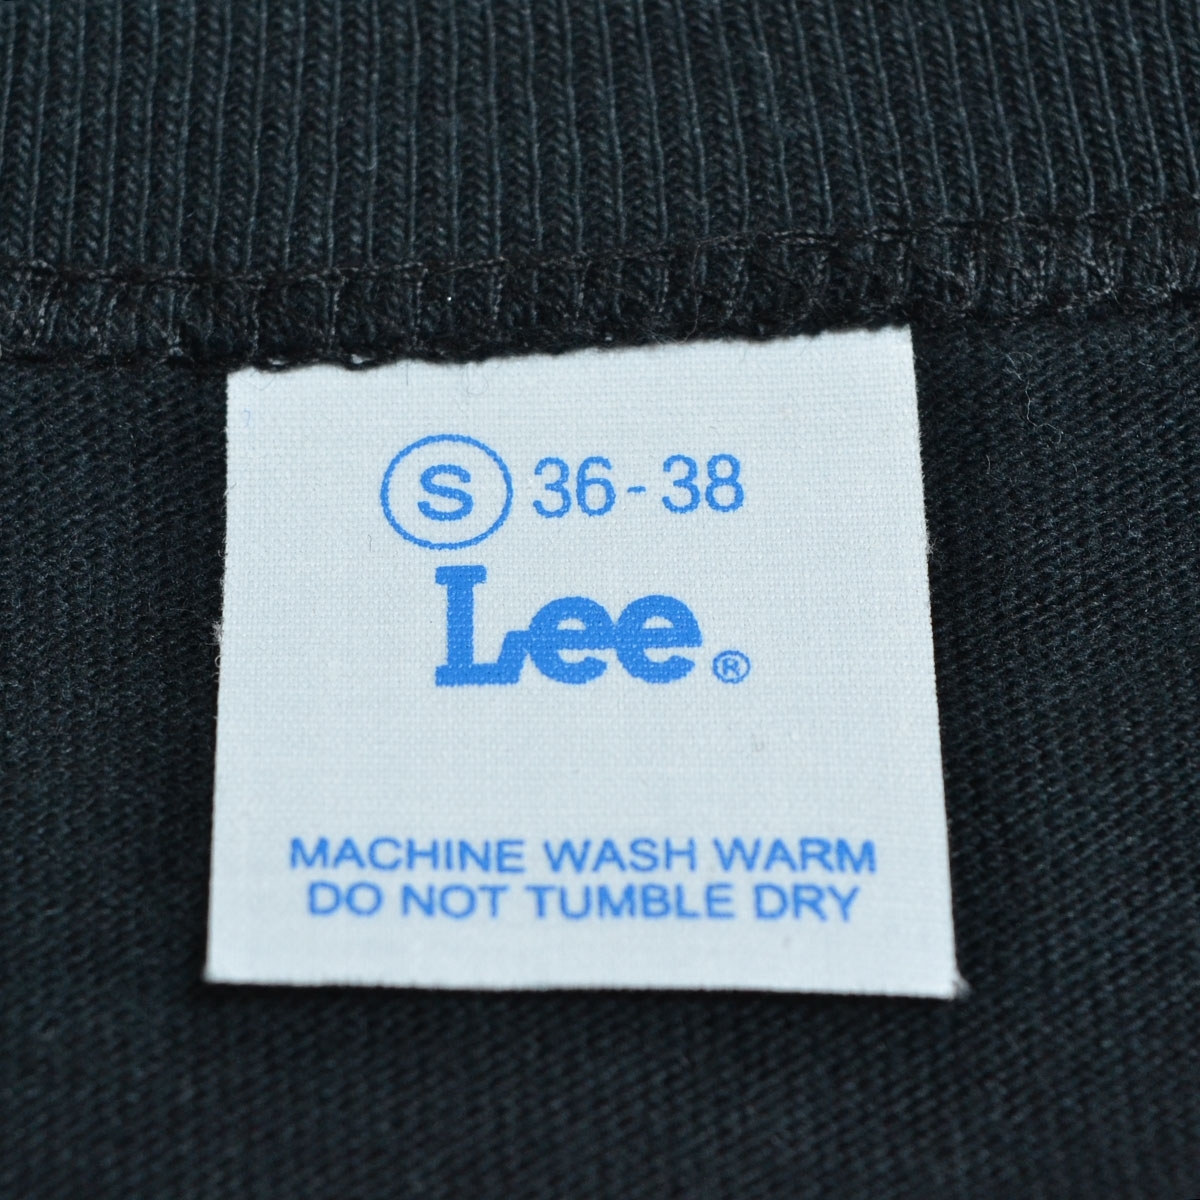 S 36-38
Lee®
MACHINE WASH WARM
DO NOT TUMBLE DRY